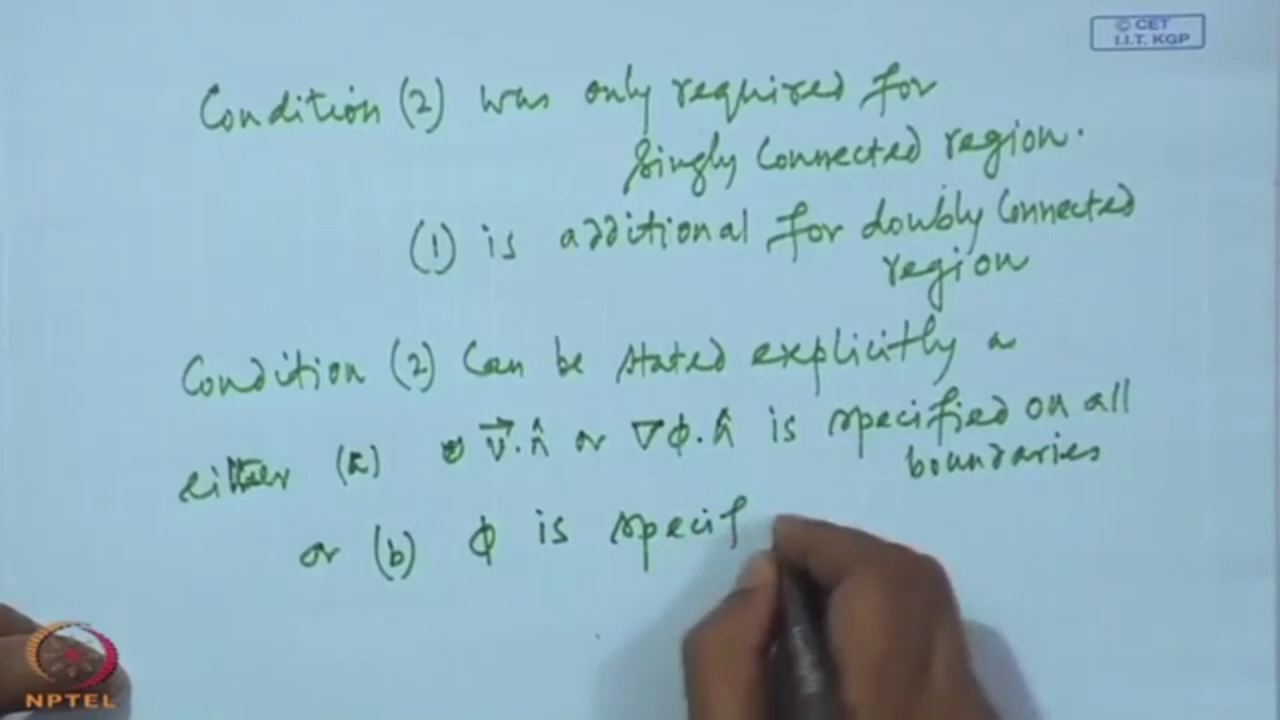 © CET
I.I.T. KGP
Condition (2) was only required for
singly connected region.
(1) is additional for doubly connected
region
Condition (2) can be stated explicitly a
either (a) v⃗.n̂ or ∇ϕ.n̂ is specified on all
boundaries
or (b) ϕ is specif
NPTEL